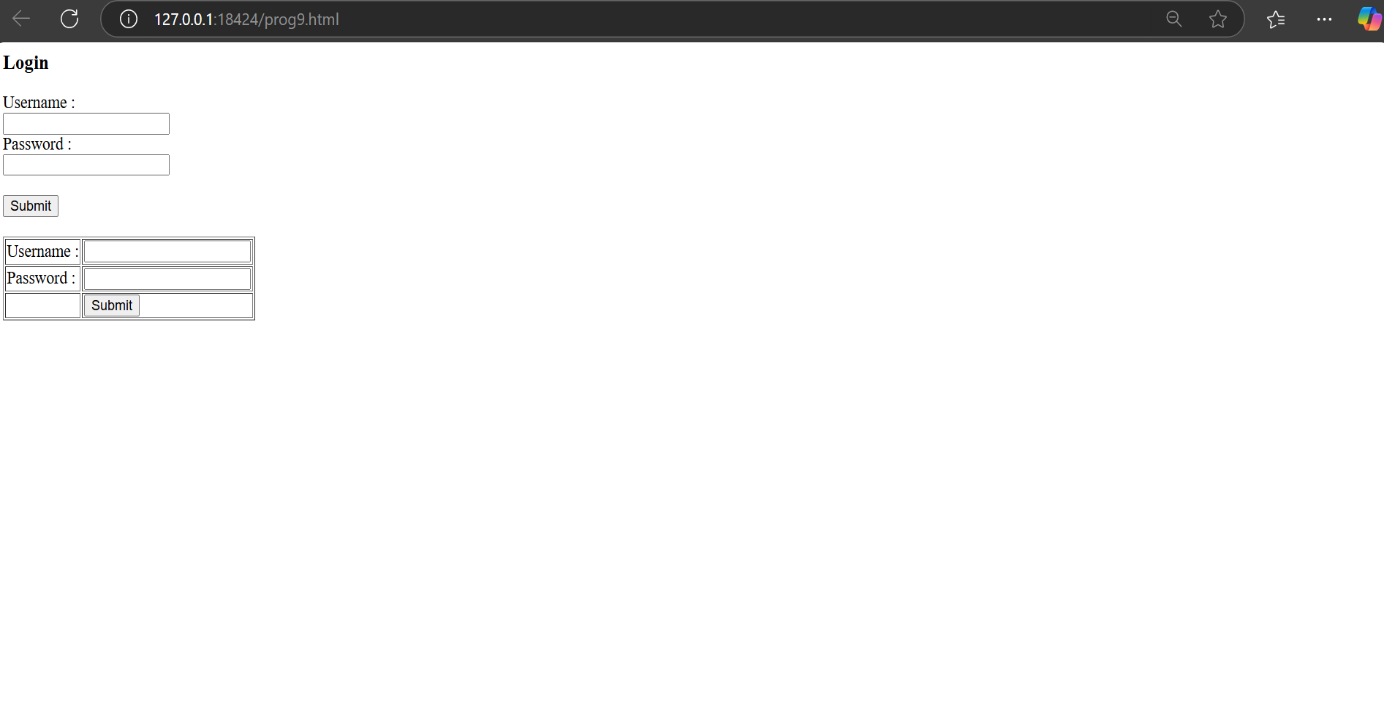 127.0.0.1:18424/prog9.html
Login
Username :
Password :
Submit
Username :
Password :
Submit